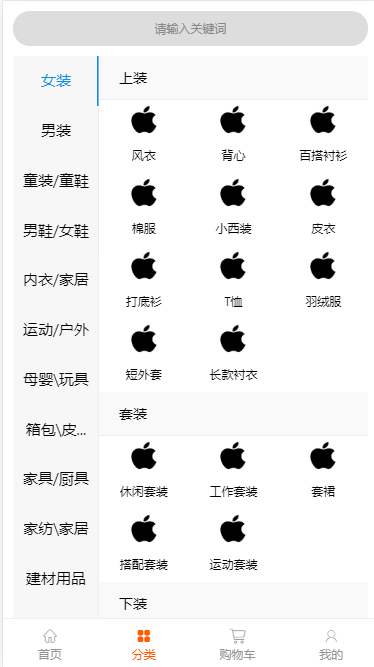 请输入关键词
女装
男装
童装/童鞋
男鞋/女鞋
内衣/家居
运动/户外
母婴\玩具
箱包\皮...
家具/厨具
家纺\家居
建材用品
上装
风衣 背心 百搭衬衫
棉服 小西装 皮衣
打底衫 T恤 羽绒服
短外套 长款衬衣
套装
休闲套装 工作套装 套裙
搭配套装 运动套装
下装
首页 分类 购物车 我的